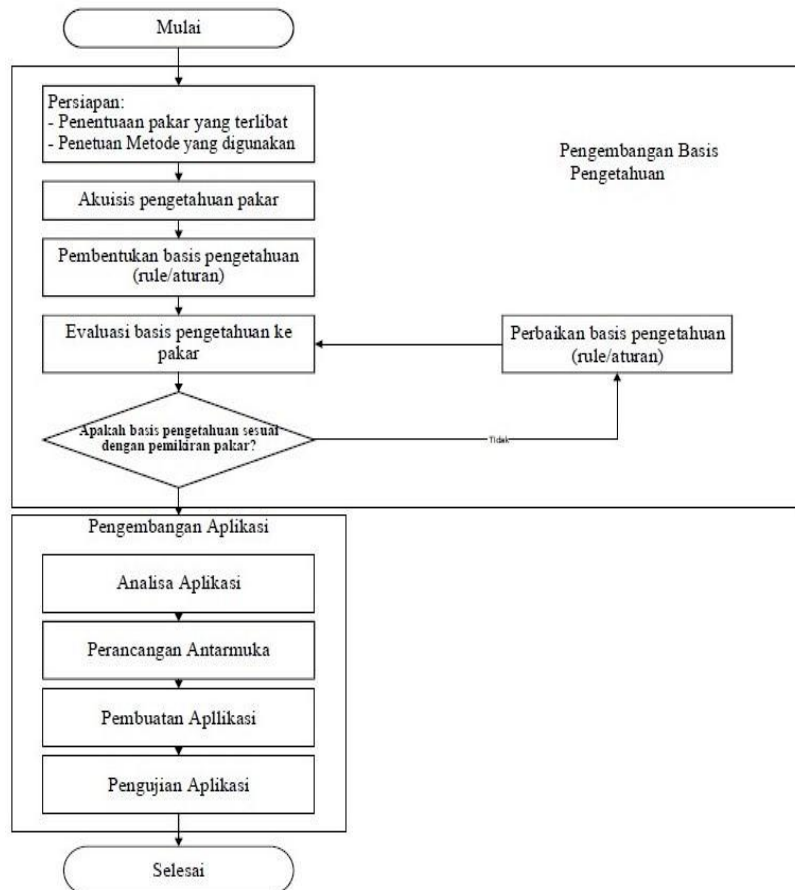 Mulai
Persiapan:
- Penentuaan pakar yang terlibat
- Penetuan Metode yang digunakan
Pengembangan Basis
Pengetahuan
Akuisis pengetahuan pakar
Pembentukan basis pengetahuan
(rule/aturan)
Evaluasi basis pengetahuan ke
pakar
Perbaikan basis pengetahuan
(rule/aturan)
Apakah basis pengetahuan sesuai
dengan pemikiran pakar?
Tidak
Pengembangan Aplikasi
Analisa Aplikasi
Perancangan Antarmuka
Pembuatan Apllikasi
Pengujian Aplikasi
Selesai